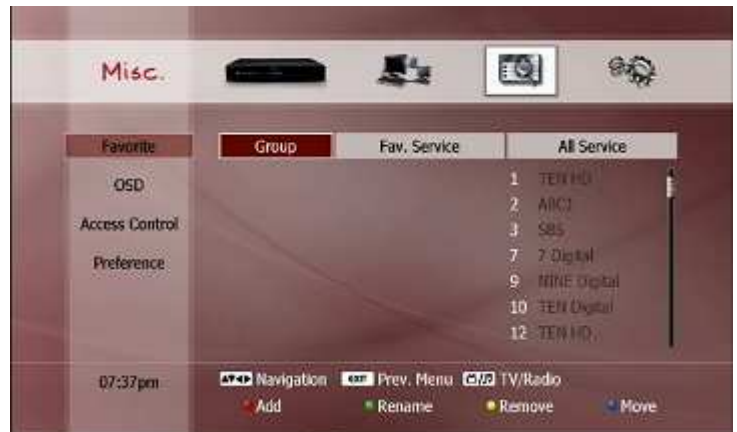 Misc.
Favorite Group Fav. Service All Service
OSD
Access Control
Preference
1 TEN HD
2 ABC1
3 SBS
7 7 Digital
9 NINE Digital
10 TEN Digital
12 TEN HD
07:37pm
Navigation EXIT Prev. Menu TV/Radio
Add Rename Remove Move